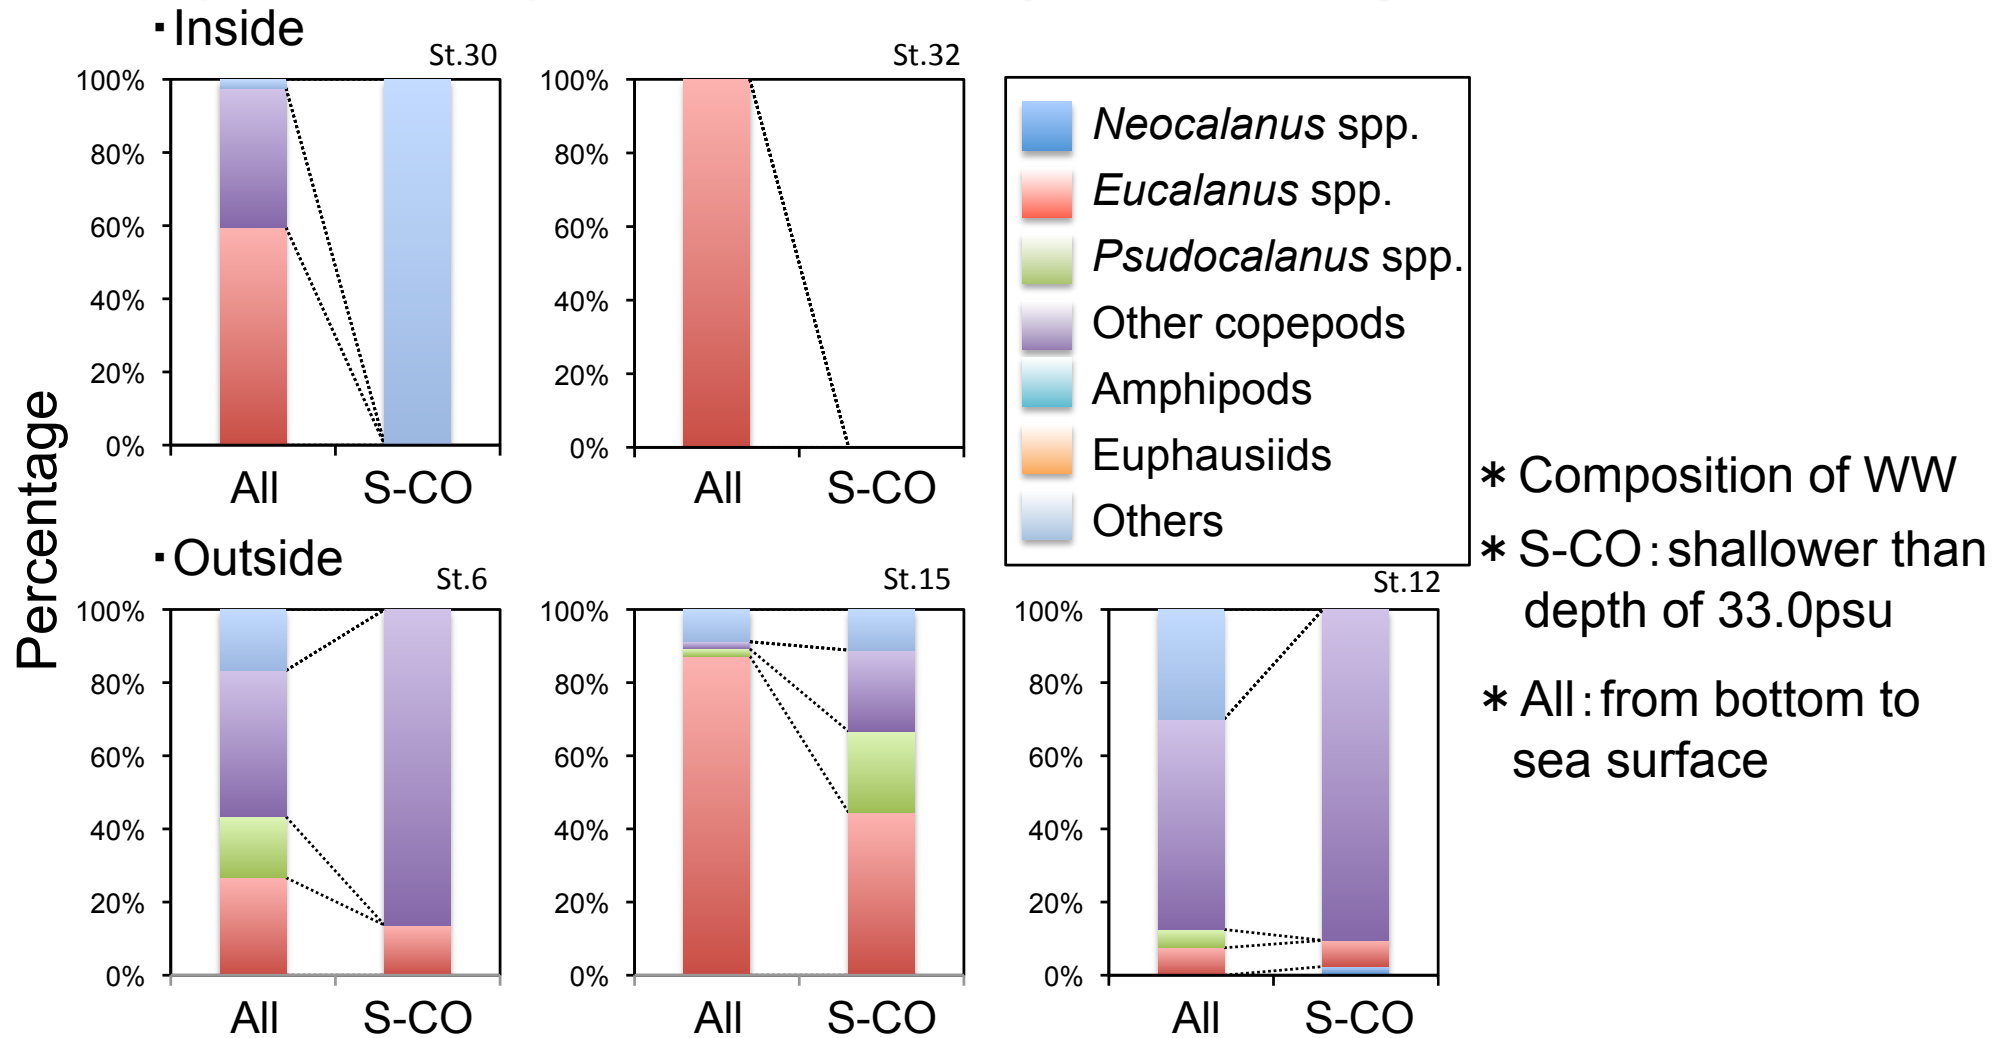 ・Inside
St.30
100%
80%
60%
40%
20%
0%
All S-CO
St.32
100%
80%
60%
40%
20%
0%
All S-CO
Neocalanus spp.
Eucalanus spp.
Psudocalanus spp.
Other copepods
Amphipods
Euphausiids
Others
Percentage
・Outside
St.6
100%
80%
60%
40%
20%
0%
All S-CO
St.15
100%
80%
60%
40%
20%
0%
All S-CO
St.12
100%
80%
60%
40%
20%
0%
All S-CO
* Composition of WW
* S-CO：shallower than
depth of 33.0psu
* All：from bottom to
sea surface